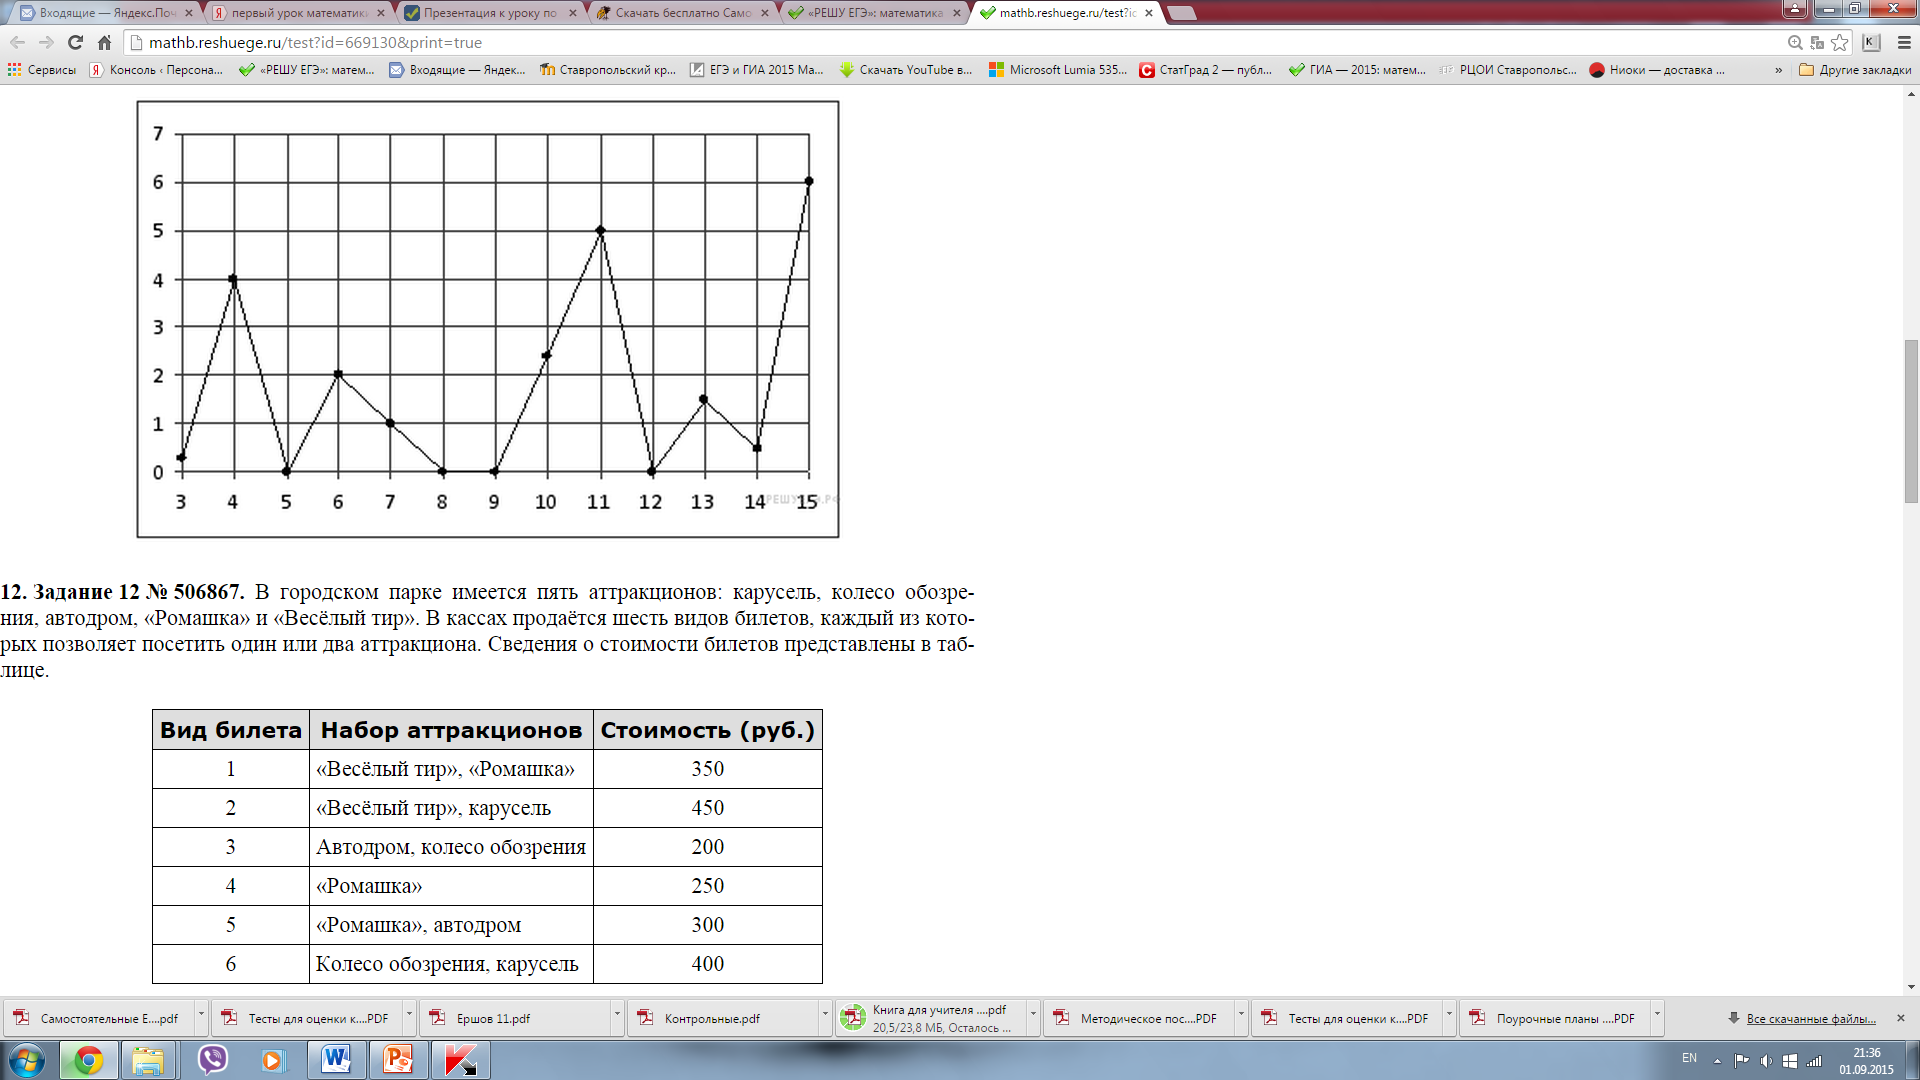 Входящие — Яндекс.Поч
первый урок математики
Презентация к уроку по
Скачать бесплатно Само
«РЕШУ ЕГЭ»: математика
mathb.reshuege.ru/test?id
mathb.reshuege.ru/test?id=669130&print=true
Сервисы
Консоль ‹ Персона...
«РЕШУ ЕГЭ»: матем...
Входящие — Яндек...
Ставропольский кр...
ЕГЭ и ГИА 2015 Ма...
Скачать YouTube в...
Microsoft Lumia 535...
СтатГрад 2 — публ...
ГИА — 2015: матем...
РЦОИ Ставропольс...
Ниоки — доставка ...
»
Другие закладки
7
6
5
4
3
2
1
0
3 4 5 6 7 8 9 10 11 12 13 14 15
12. Задание 12 № 506867. В городском парке имеется пять аттракционов: карусель, колесо обозре-
ния, автодром, «Ромашка» и «Весёлый тир». В кассах продаётся шесть видов билетов, каждый из кото-
рых позволяет посетить один или два аттракциона. Сведения о стоимости билетов представлены в таб-
лице.
Вид билета Набор аттракционов Стоимость (руб.)
1 «Весёлый тир», «Ромашка» 350
2 «Весёлый тир», карусель 450
3 Автодром, колесо обозрения 200
4 «Ромашка» 250
5 «Ромашка», автодром 300
6 Колесо обозрения, карусель 400
Самостоятельные Е....pdf
Тесты для оценки к....PDF
Ершов 11.pdf
Контрольные.pdf
Книга для учителя ....pdf
20,5/23,8 МБ, Осталось ...
Методическое пос....PDF
Тесты для оценки к....PDF
Поурочные планы ....PDF
Все скачанные файлы...
EN
21:36
01.09.2015